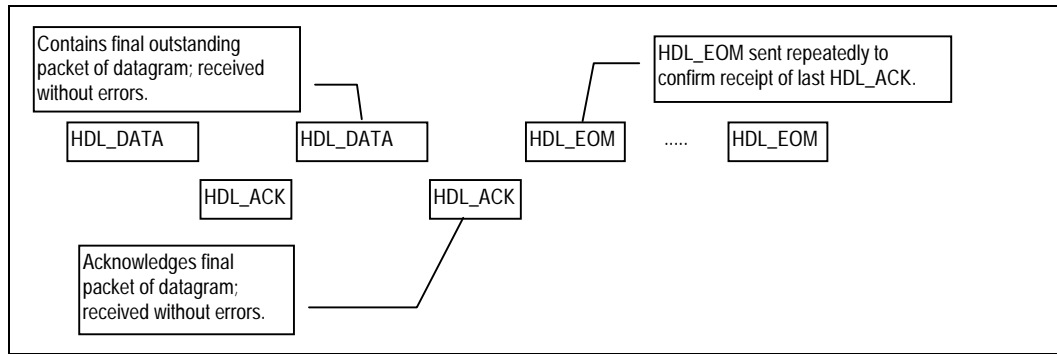 Contains final outstanding
packet of datagram; received
without errors.
HDL_EOM sent repeatedly to
confirm receipt of last HDL_ACK.
HDL_DATA
HDL_DATA
HDL_EOM
.....
HDL_EOM
HDL_ACK
HDL_ACK
Acknowledges final
packet of datagram;
received without errors.